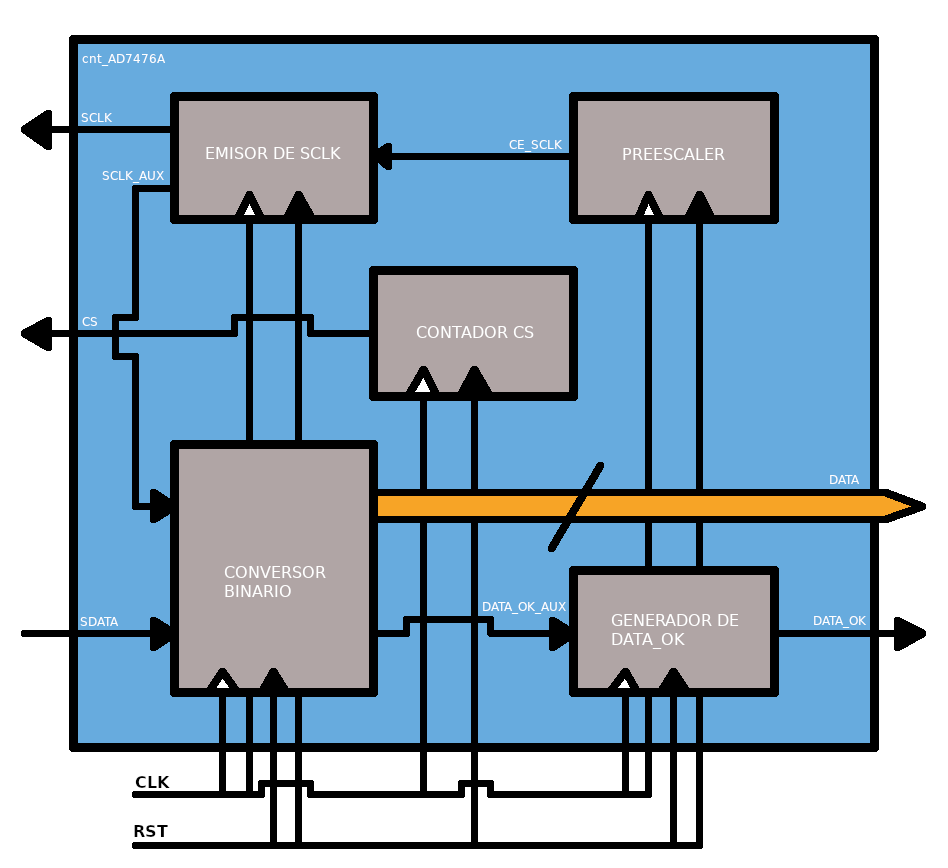 cnt_AD7476A
SCLK
EMISOR DE SCLK
CE_SCLK
PREESCALER
SCLK_AUX
CS
CONTADOR CS
DATA
CONVERSOR
BINARIO
SDATA
DATA_OK_AUX
GENERADOR DE
DATA_OK
DATA_OK
CLK
RST